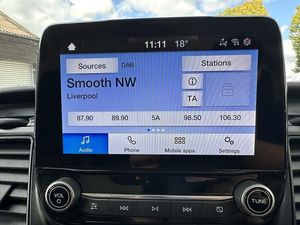 11:11 18°
Sources DAB Stations
Smooth NW
Liverpool
i
TA
87.90 89.90 5A 98.50 106.30
Audio Phone Mobile apps Settings
VOL TUNE